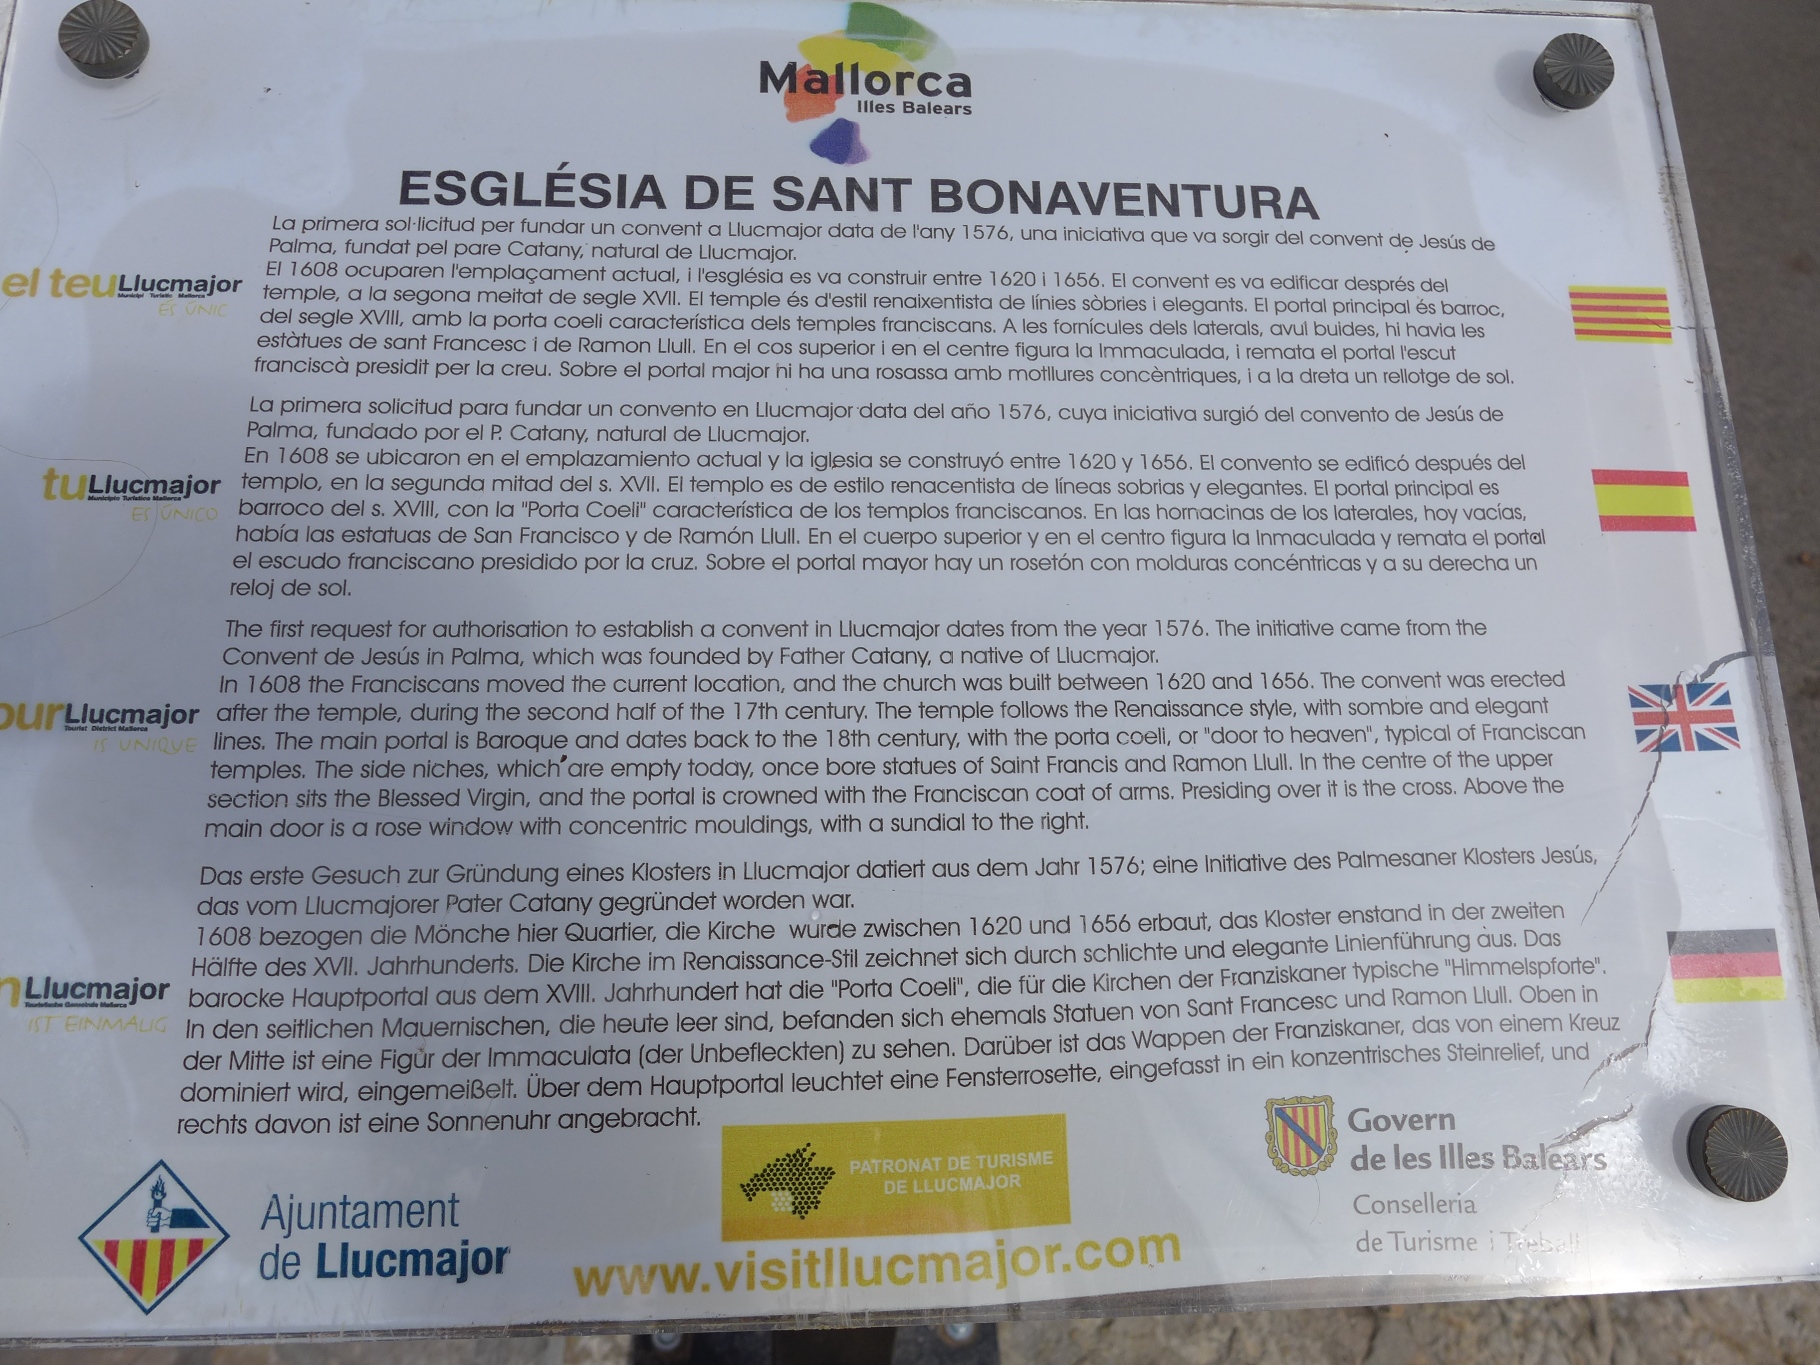 Mallorca
Illes Balears
ESGLÉSIA DE SANT BONAVENTURA
La primera sol·licitud per fundar un convent a Llucmajor data de l'any 1576, una iniciativa que va sorgir del convent de Jesús de
Palma, fundat pel pare Catany, natural de Llucmajor.
El 1608 ocuparen l'emplaçament actual, i l'església es va construir entre 1620 i 1656. El convent es va edificar després del
temple, a la segona meitat de segle XVII. El temple és d'estil renaixentista de línies sòbries i elegants. El portal principal és barroc,
del segle XVIII, amb la porta coeli característica dels temples franciscans. A les fornícules dels laterals, avui buides, hi havia les
estàtues de sant Francesc i de Ramon Llull. En el cos superior i en el centre figura la Immaculada, i remata el portal l'escut
franciscà presidit per la creu. Sobre el portal major hi ha una rosassa amb motllures concèntriques, i a la dreta un rellotge de sol.
el teu Llucmajor
Municipi Turístic Mallorca
ÉS ÚNIC
La primera solicitud para fundar un convento en Llucmajor data del año 1576, cuya iniciativa surgió del convento de Jesús de
Palma, fundado por el P. Catany, natural de Llucmajor.
En 1608 se ubicaron en el emplazamiento actual y la iglesia se construyó entre 1620 y 1656. El convento se edificó después del
templo, en la segunda mitad del s. XVII. El templo es de estilo renacentista de líneas sobrias y elegantes. El portal principal es
barroco del s. XVIII, con la "Porta Coeli" característica de los templos franciscanos. En las hornacinas de los laterales, hoy vacías,
había las estatuas de San Francisco y de Ramón Llull. En el cuerpo superior y en el centro figura la Inmaculada y remata el portal
el escudo franciscano presidido por la cruz. Sobre el portal mayor hay un rosetón con molduras concéntricas y a su derecha un
reloj de sol.
tu Llucmajor
Municipio Turístico Mallorca
ES ÚNICO
The first request for authorisation to establish a convent in Llucmajor dates from the year 1576. The initiative came from the
Convent de Jesús in Palma, which was founded by Father Catany, a native of Llucmajor.
In 1608 the Franciscans moved the current location, and the church was built between 1620 and 1656. The convent was erected
after the temple, during the second half of the 17th century. The temple follows the Renaissance style, with sombre and elegant
lines. The main portal is Baroque and dates back to the 18th century, with the porta coeli, or "door to heaven", typical of Franciscan
temples. The side niches, which are empty today, once bore statues of Saint Francis and Ramon Llull. In the centre of the upper
section sits the Blessed Virgin, and the portal is crowned with the Franciscan coat of arms. Presiding over it is the cross. Above the
main door is a rose window with concentric mouldings, with a sundial to the right.
our Llucmajor
Tourist District Mallorca
IS UNIQUE
Das erste Gesuch zur Gründung eines Klosters in Llucmajor datiert aus dem Jahr 1576; eine Initiative des Palmesaner Klosters Jesús,
das vom Llucmajorer Pater Catany gegründet worden war.
1608 bezogen die Mönche hier Quartier, die Kirche wurde zwischen 1620 und 1656 erbaut, das Kloster enstand in der zweiten
Hälfte des XVII. Jahrhunderts. Die Kirche im Renaissance-Stil zeichnet sich durch schlichte und elegante Linienführung aus. Das
barocke Hauptportal aus dem XVIII. Jahrhundert hat die "Porta Coeli", die für die Kirchen der Franziskaner typische "Himmelspforte".
In den seitlichen Mauernischen, die heute leer sind, befanden sich ehemals Statuen von Sant Francesc und Ramon Llull. Oben in
der Mitte ist eine Figur der Immaculata (der Unbefleckten) zu sehen. Darüber ist das Wappen der Franziskaner, das von einem Kreuz
dominiert wird, eingemeißelt. Über dem Hauptportal leuchtet eine Fensterrosette, eingefasst in ein konzentrisches Steinrelief, und
rechts davon ist eine Sonnenuhr angebracht.
n Llucmajor
Touristische Gemeinde Mallorca
IST EINMALIG
Ajuntament
de Llucmajor
PATRONAT DE TURISME
DE LLUCMAJOR
www.visitllucmajor.com
Govern
de les Illes Balears
Conselleria
de Turisme i Treball